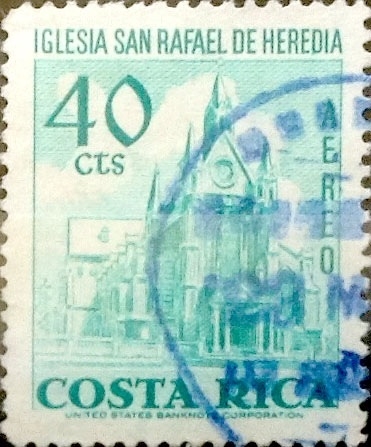 IGLESIA SAN RAFAEL DE HEREDIA
40
CTS
AEREO
COSTA RICA
UNITED STATES BANKNOTE CORPORATION